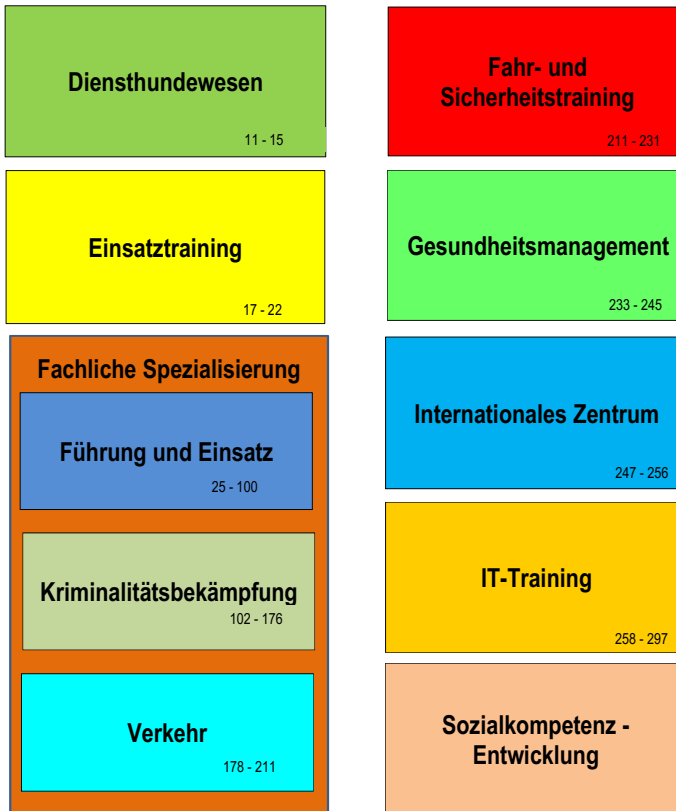 Diensthundewesen
11 - 15
Einsatztraining
17 - 22
Fachliche Spezialisierung
Führung und Einsatz
25 - 100
Kriminalitätsbekämpfung
102 - 176
Verkehr
178 - 211
Fahr- und
Sicherheitstraining
211 - 231
Gesundheitsmanagement
233 - 245
Internationales Zentrum
247 - 256
IT-Training
258 - 297
Sozialkompetenz -
Entwicklung